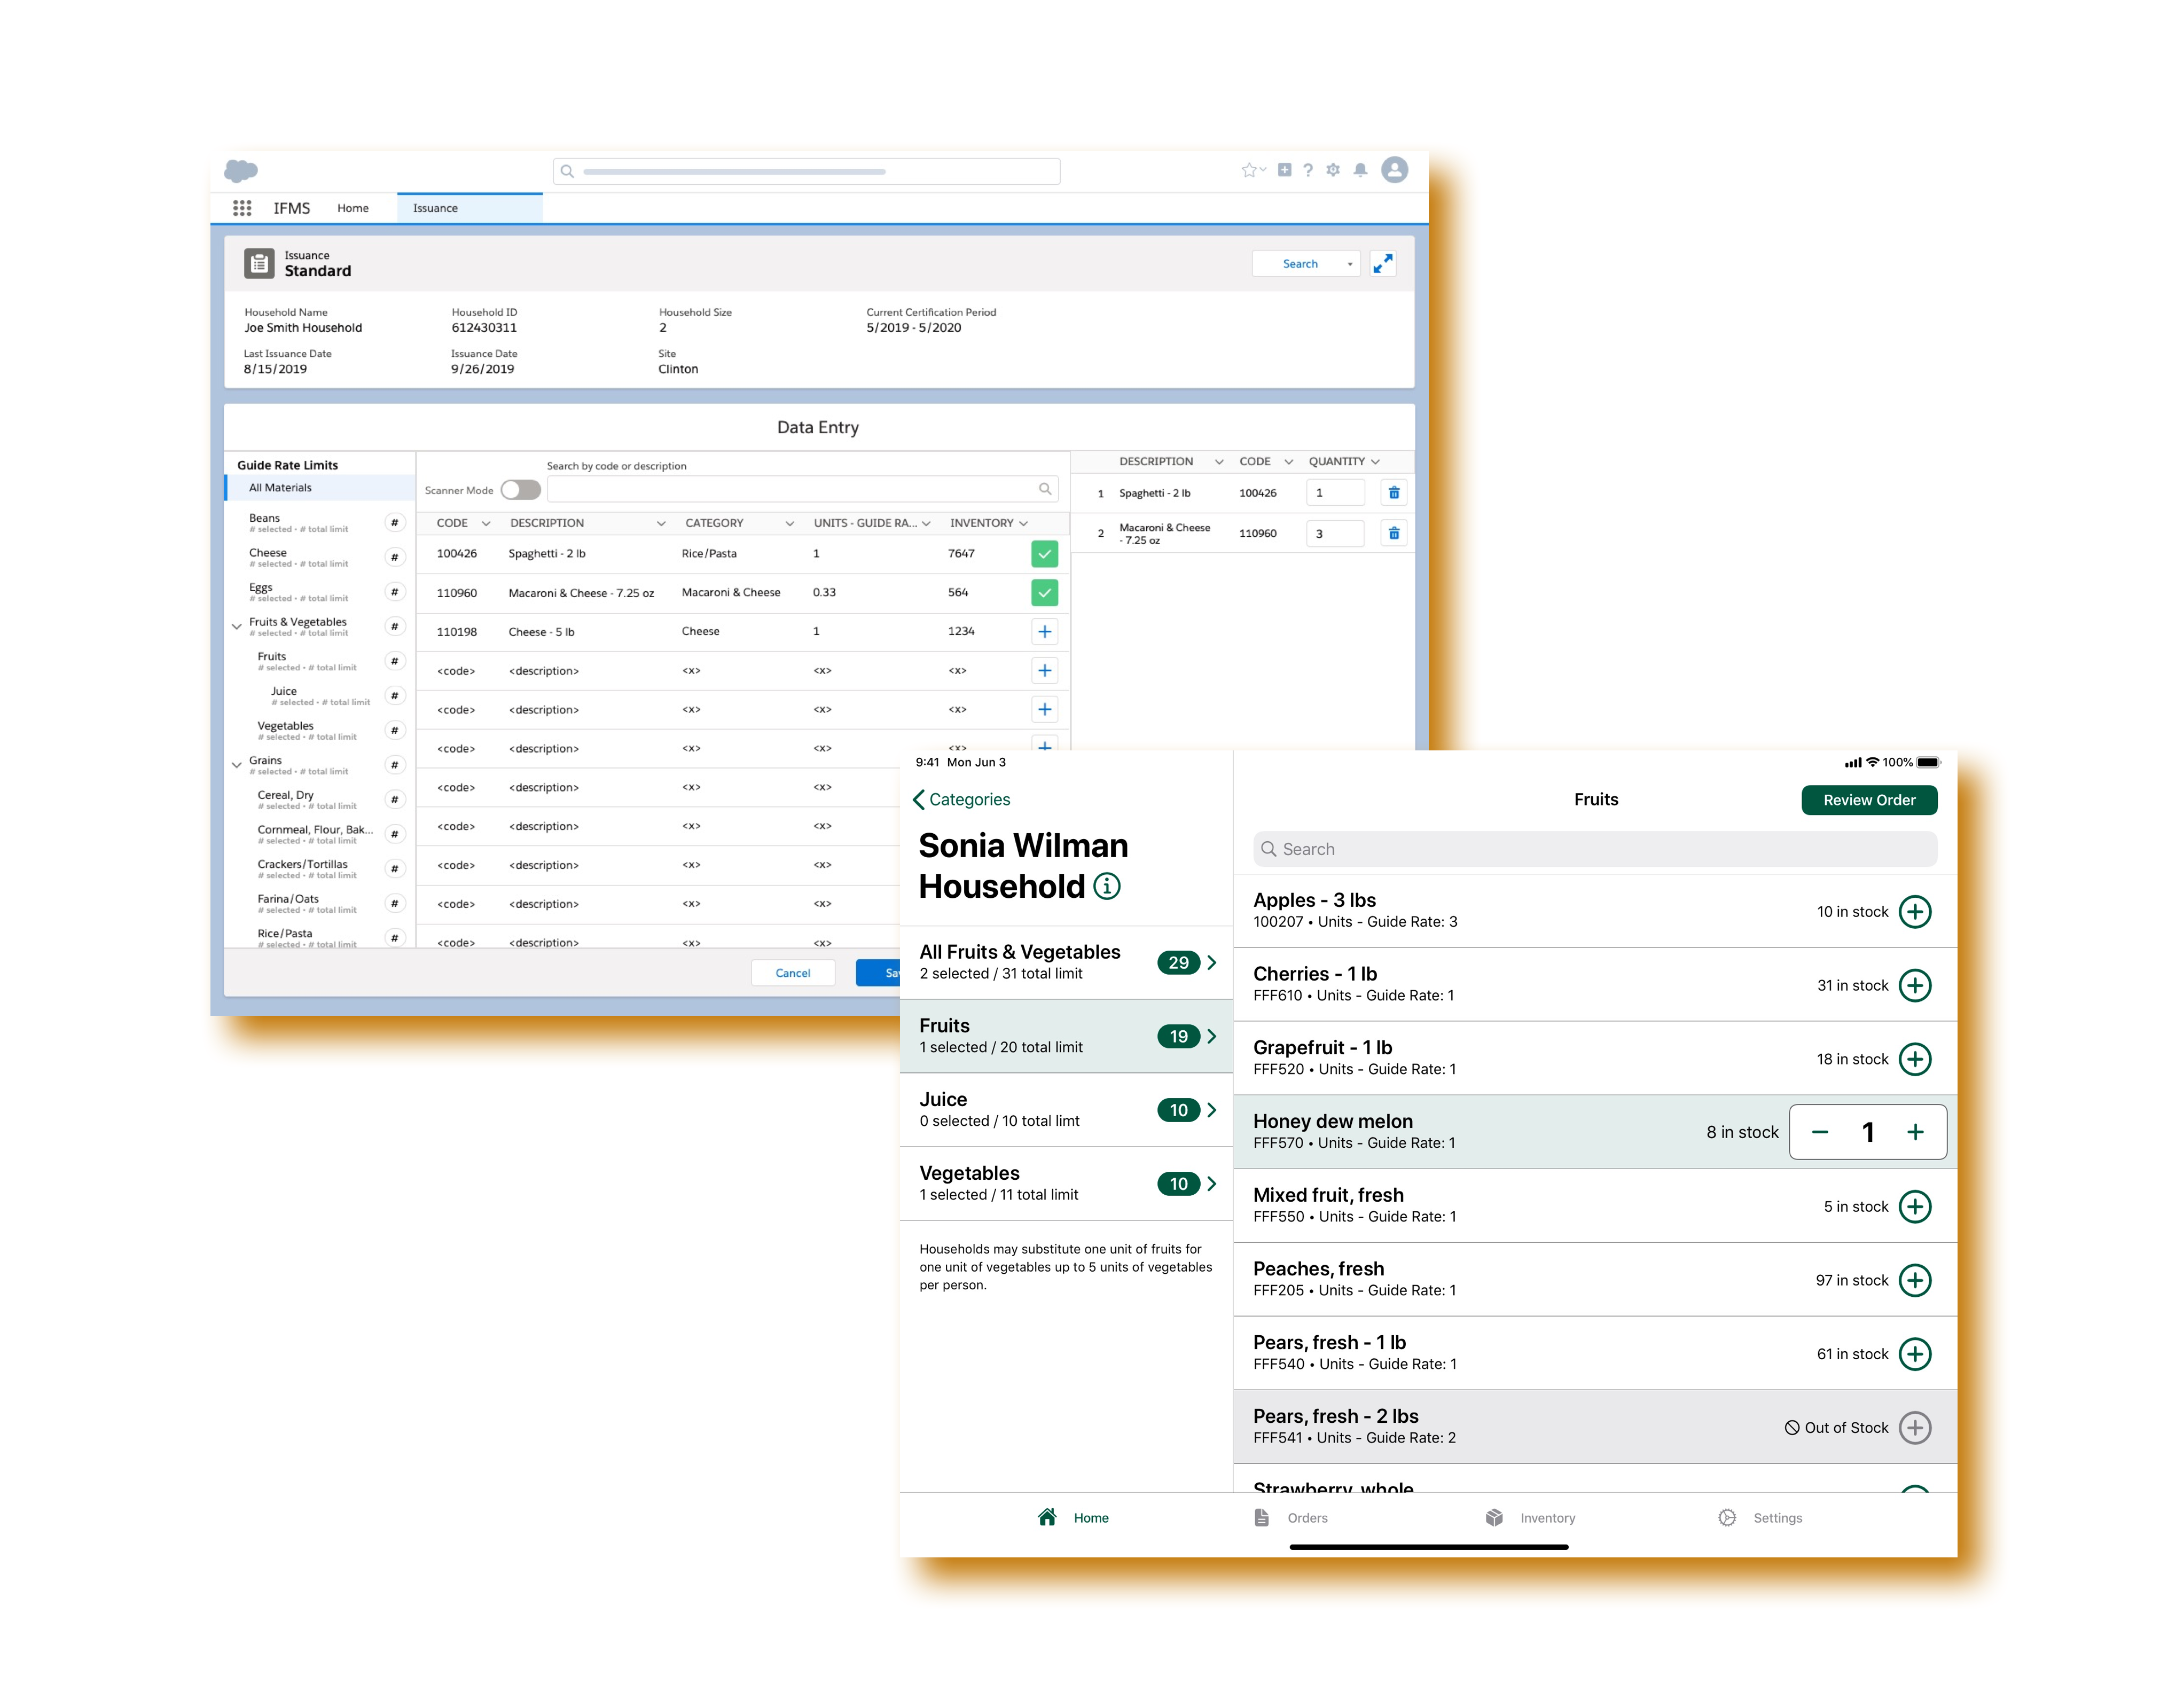 IFMS Home Issuance
Issuance
Standard
Search
Household Name Household ID Household Size Current Certification Period
Joe Smith Household 612430311 2 5/2019 - 5/2020
Last Issuance Date Issuance Date Site
8/15/2019 9/26/2019 Clinton
Data Entry
Guide Rate Limits
All Materials
Beans
# selected • # total limit #
Cheese
# selected • # total limit #
Eggs
# selected • # total limit #
Fruits & Vegetables
# selected • # total limit #
Fruits
# selected • # total limit #
Juice
# selected • # total limit #
Vegetables
# selected • # total limit #
Grains
# selected • # total limit #
Cereal, Dry
# selected • # total limit #
Cornmeal, Flour, Bak...
# selected • # total limit #
Crackers/Tortillas
# selected • # total limit #
Farina/Oats
# selected • # total limit #
Rice/Pasta
# selected • # total limit #
Search by code or description
Scanner Mode
CODE DESCRIPTION CATEGORY UNITS - GUIDE RA... INVENTORY
100426 Spaghetti - 2 lb Rice/Pasta 1 7647
110960 Macaroni & Cheese - 7.25 oz Macaroni & Cheese 0.33 564
110198 Cheese - 5 lb Cheese 1 1234
<code> <description> <x> <x> <x>
<code> <description> <x> <x> <x>
<code> <description> <x> <x> <x>
<code> <description> <x> <x>
<code> <description> <x> <x>
<code> <description> <x> <x>
<code> <description> <x> <x>
<code> <description> <x> <x>
DESCRIPTION CODE QUANTITY
1 Spaghetti - 2 lb 100426 1
2 Macaroni & Cheese
- 7.25 oz 110960 3
Cancel
9:41 Mon Jun 3 100%
Categories
Sonia Wilman
Household
All Fruits & Vegetables
2 selected / 31 total limit 29
Fruits
1 selected / 20 total limit 19
Juice
0 selected / 10 total limt 10
Vegetables
1 selected / 11 total limit 10
Households may substitute one unit of fruits for
one unit of vegetables up to 5 units of vegetables
per person.
Fruits Review Order
Search
Apples - 3 lbs
100207 • Units - Guide Rate: 3 10 in stock
Cherries - 1 lb
FFF610 • Units - Guide Rate: 1 31 in stock
Grapefruit - 1 lb
FFF520 • Units - Guide Rate: 1 18 in stock
Honey dew melon
FFF570 • Units - Guide Rate: 1 8 in stock 1
Mixed fruit, fresh
FFF550 • Units - Guide Rate: 1 5 in stock
Peaches, fresh
FFF205 • Units - Guide Rate: 1 97 in stock
Pears, fresh - 1 lb
FFF540 • Units - Guide Rate: 1 61 in stock
Pears, fresh - 2 lbs
FFF541 • Units - Guide Rate: 2 Out of Stock
Strawberry, whole
Home Orders Inventory Settings